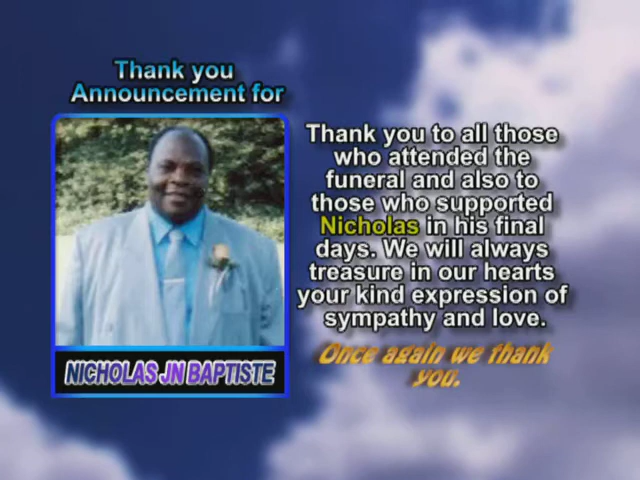 Thank you
Announcement for
NICHOLAS JN BAPTISTE
Thank you to all those
who attended the
funeral and also to
those who supported
Nicholas in his final
days. We will always
treasure in our hearts
your kind expression of
sympathy and love.
Once again we thank
you.